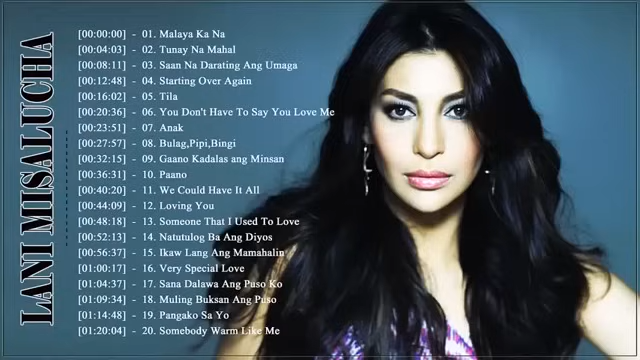 LANI MISALUCHA
[00:00:00] - 01. Malaya Ka Na
[00:04:03] - 02. Tunay Na Mahal
[00:08:11] - 03. Saan Na Darating Ang Umaga
[00:12:48] - 04. Starting Over Again
[00:16:02] - 05. Tila
[00:20:36] - 06. You Don't Have To Say You Love Me
[00:23:51] - 07. Anak
[00:27:57] - 08. Bulag,Pipi,Bingi
[00:32:15] - 09. Gaano Kadalas ang Minsan
[00:36:31] - 10. Paano
[00:40:20] - 11. We Could Have It All
[00:44:09] - 12. Loving You
[00:48:18] - 13. Someone That I Used To Love
[00:52:13] - 14. Natutulog Ba Ang Diyos
[00:56:37] - 15. Ikaw Lang Ang Mamahalin
[01:00:17] - 16. Very Special Love
[01:04:37] - 17. Sana Dalawa Ang Puso Ko
[01:09:34] - 18. Muling Buksan Ang Puso
[01:14:48] - 19. Pangako Sa Yo
[01:20:04] - 20. Somebody Warm Like Me